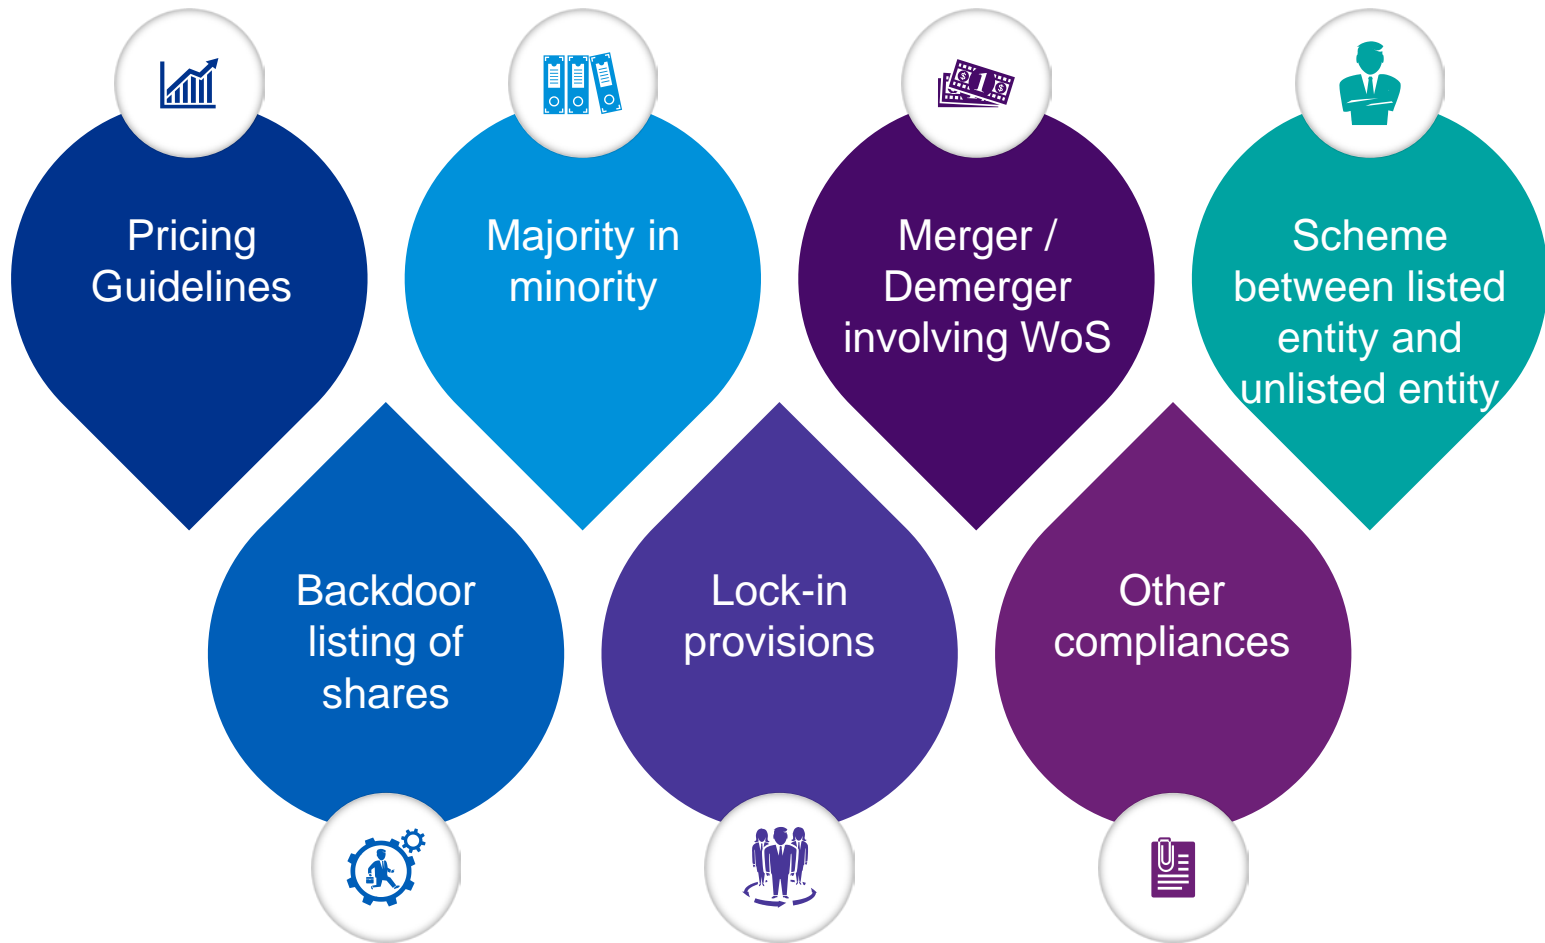 Pricing
Guidelines
Majority in
minority
Merger /
Demerger
involving WoS
Scheme
between listed
entity and
unlisted entity
Backdoor
listing of
shares
Lock-in
provisions
Other
compliances